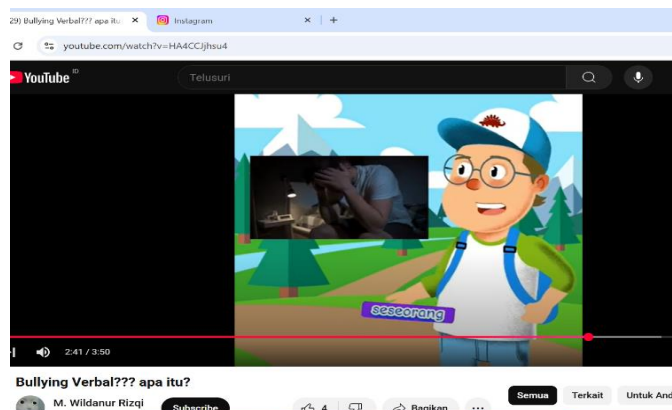 29) Bullying Verbal??? apa itu
Instagram
youtube.com/watch?v=HA4CCJjhsu4
YouTube ID
Telusuri
seseorang
2:41 / 3:50
Bullying Verbal??? apa itu?
M. Wildanur Rizqi
Subscribe
4
Bagikan
Semua
Terkait
Untuk An